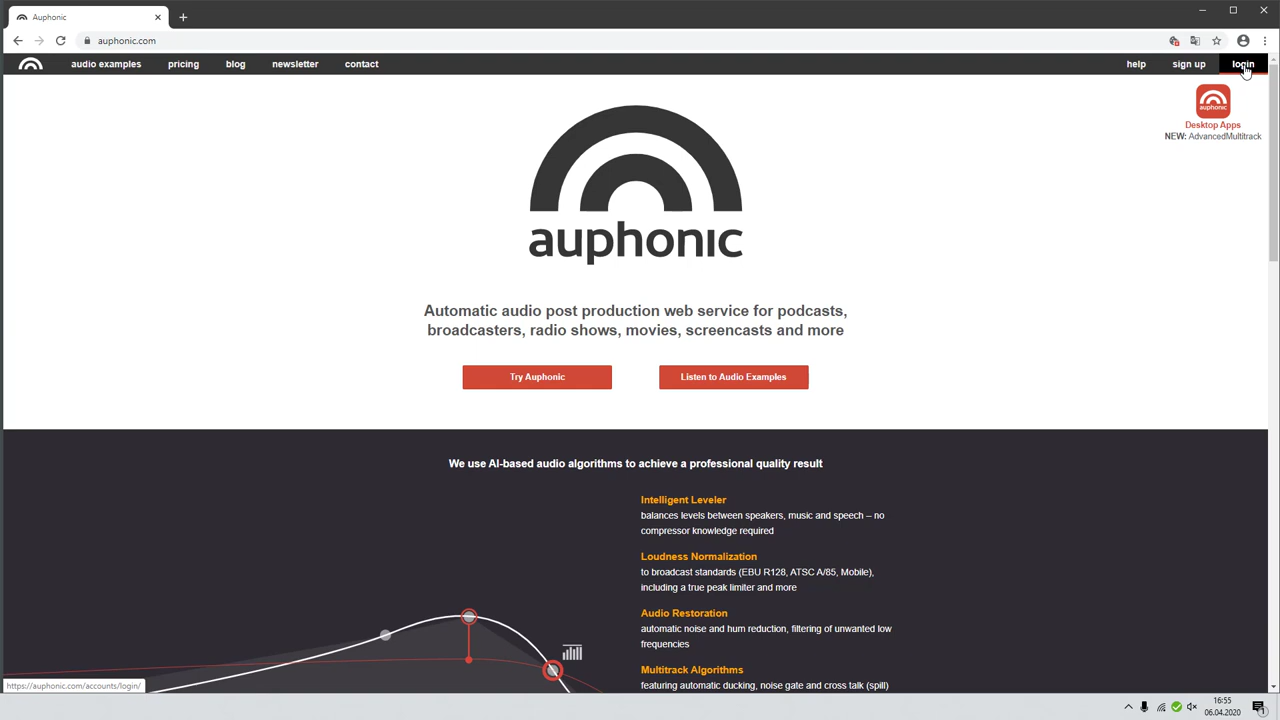 Auphonic
auphonic.com
audio examples
pricing
blog
newsletter
contact
help
sign up
login
auphonic
Desktop Apps
NEW: AdvancedMultitrack
auphonic
Automatic audio post production web service for podcasts,
broadcasters, radio shows, movies, screencasts and more
Try Auphonic
Listen to Audio Examples
We use AI-based audio algorithms to achieve a professional quality result
Intelligent Leveler
balances levels between speakers, music and speech – no
compressor knowledge required
Loudness Normalization
to broadcast standards (EBU R128, ATSC A/85, Mobile),
including a true peak limiter and more
Audio Restoration
automatic noise and hum reduction, filtering of unwanted low
frequencies
Multitrack Algorithms
featuring automatic ducking, noise gate and cross talk (spill)
https://auphonic.com/accounts/login/
16:55
06.04.2020
1